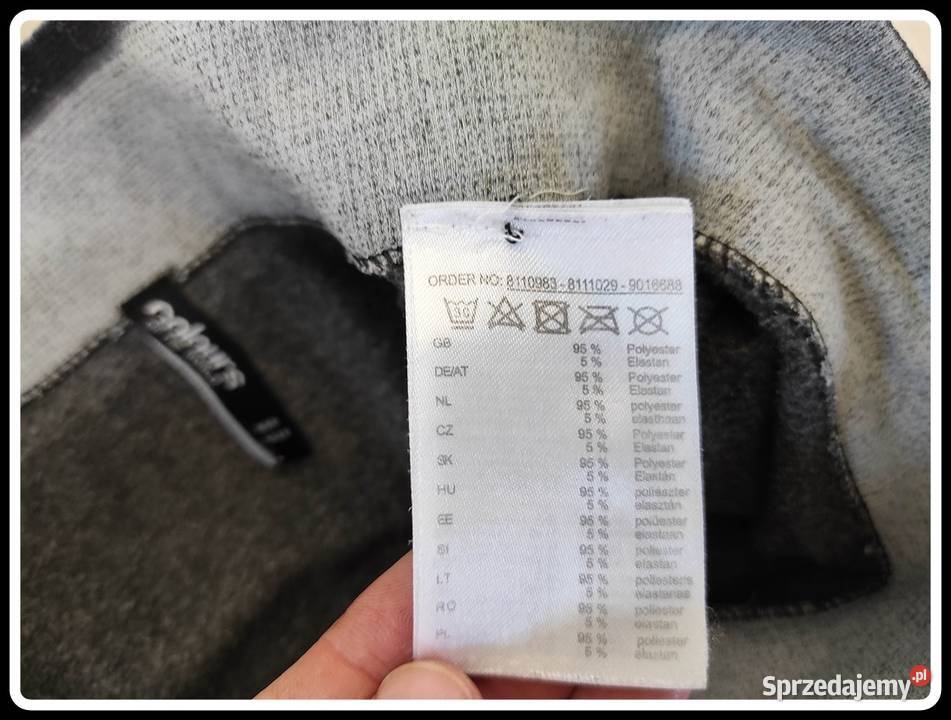 ORDER NO: 8110983 - 8111029 - 9016688
30
GB 95 % Polyester
5 % Elastan
DE/AT 95 % Polyester
5 % Elastan
NL 95 % polyester
5 % elasthaan
CZ 95 % Polyester
5 % Elastan
SK 95 % Polyester
5 % Elastán
HU 95 % poliészter
5 % elasztán
EE 95 % polüester
5 % elastaan
SI 95 % poliester
5 % elastan
LT 95 % poliesteris
5 % elastanas
RO 95 % poliester
5 % elastan
PL 95 % poliester
5 % elastan
Colours
Sprzedajemy.pl